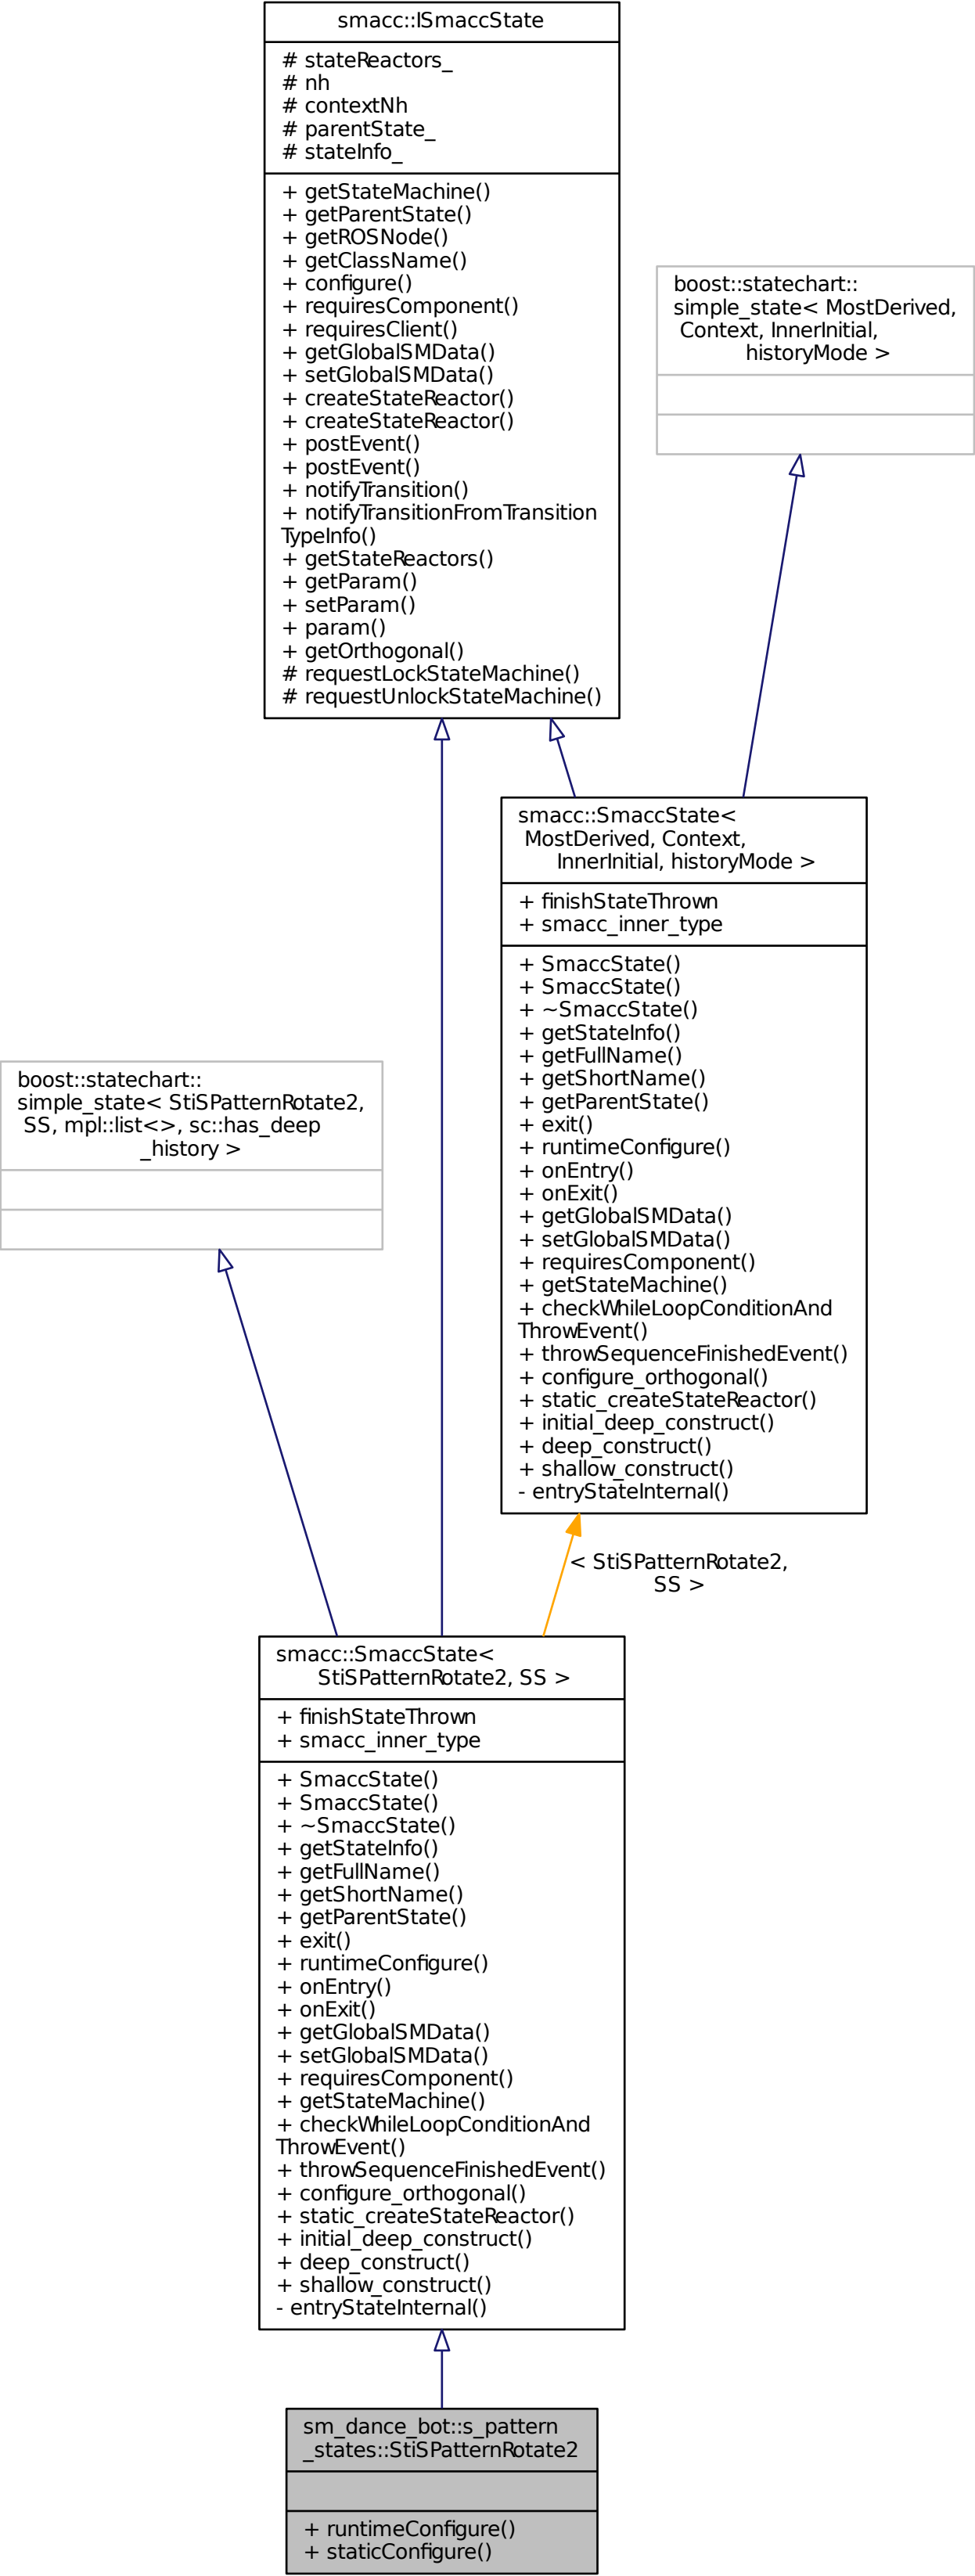 smacc::ISmaccState
# stateReactors_
# nh
# contextNh
# parentState_
# stateInfo_
+ getStateMachine()
+ getParentState()
+ getROSNode()
+ getClassName()
+ configure()
+ requiresComponent()
+ requiresClient()
+ getGlobalSMData()
+ setGlobalSMData()
+ createStateReactor()
+ createStateReactor()
+ postEvent()
+ postEvent()
+ notifyTransition()
+ notifyTransitionFromTransition
TypeInfo()
+ getStateReactors()
+ getParam()
+ setParam()
+ param()
+ getOrthogonal()
# requestLockStateMachine()
# requestUnlockStateMachine()
boost::statechart::
simple_state< MostDerived,
Context, InnerInitial,
historyMode >
smacc::SmaccState<
MostDerived, Context,
InnerInitial, historyMode >
+ finishStateThrown
+ smacc_inner_type
+ SmaccState()
+ SmaccState()
+ ~SmaccState()
+ getStateInfo()
+ getFullName()
+ getShortName()
+ getParentState()
+ exit()
+ runtimeConfigure()
+ onEntry()
+ onExit()
+ getGlobalSMData()
+ setGlobalSMData()
+ requiresComponent()
+ getStateMachine()
+ checkWhileLoopConditionAnd
ThrowEvent()
+ throwSequenceFinishedEvent()
+ configure_orthogonal()
+ static_createStateReactor()
+ initial_deep_construct()
+ deep_construct()
+ shallow_construct()
- entryStateInternal()
boost::statechart::
simple_state< StiSPatternRotate2,
SS, mpl::list<>, sc::has_deep
_history >
< StiSPatternRotate2,
SS >
smacc::SmaccState<
StiSPatternRotate2, SS >
+ finishStateThrown
+ smacc_inner_type
+ SmaccState()
+ SmaccState()
+ ~SmaccState()
+ getStateInfo()
+ getFullName()
+ getShortName()
+ getParentState()
+ exit()
+ runtimeConfigure()
+ onEntry()
+ onExit()
+ getGlobalSMData()
+ setGlobalSMData()
+ requiresComponent()
+ getStateMachine()
+ checkWhileLoopConditionAnd
ThrowEvent()
+ throwSequenceFinishedEvent()
+ configure_orthogonal()
+ static_createStateReactor()
+ initial_deep_construct()
+ deep_construct()
+ shallow_construct()
- entryStateInternal()
sm_dance_bot::s_pattern
_states::StiSPatternRotate2
+ runtimeConfigure()
+ staticConfigure()